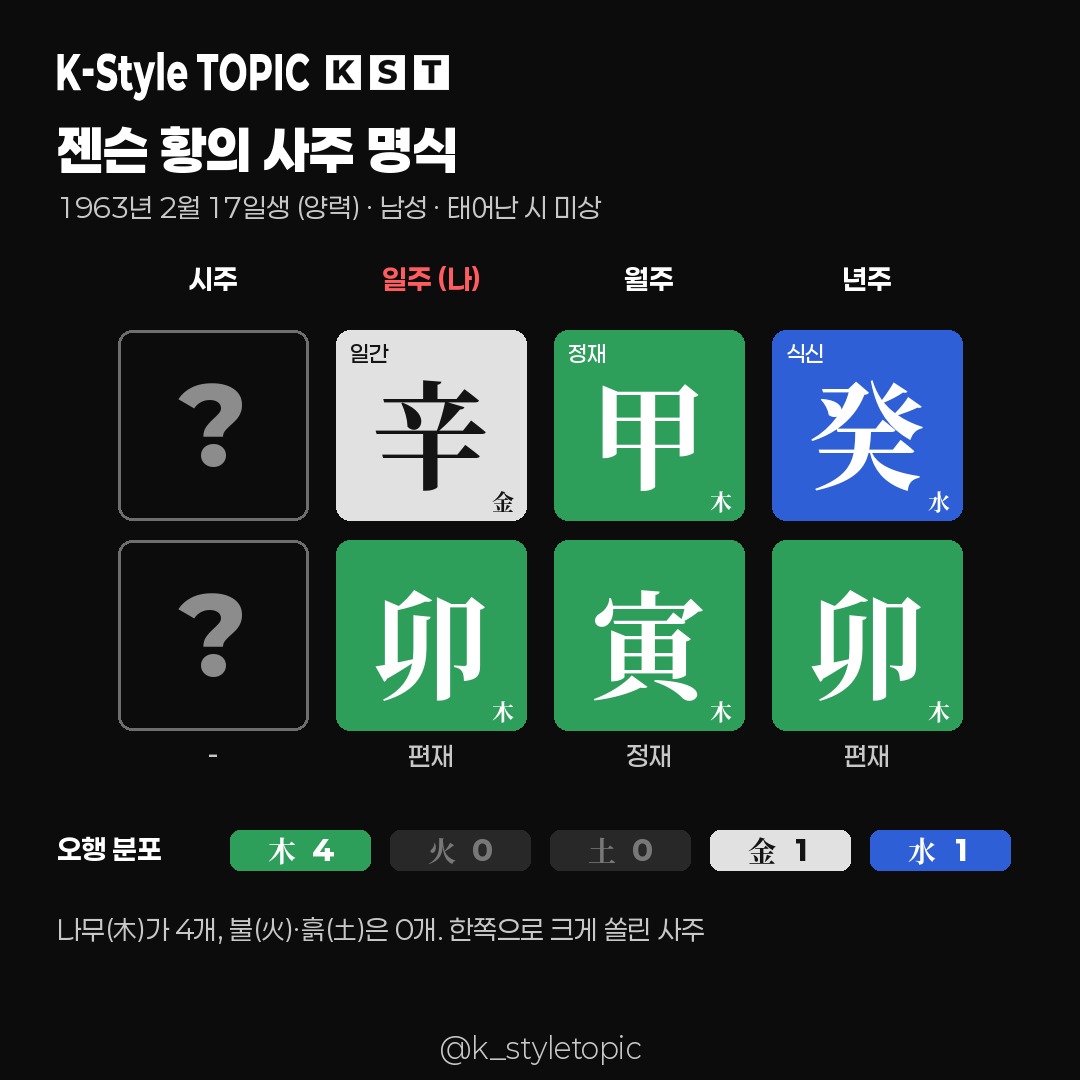 K-Style TOPIC KST
젠슨 황의 사주 명식
1963년 2월 17일생 (양력) · 남성 · 태어난 시 미상
시주 일주 (나) 월주 년주
일간 정재 식신
? 辛 甲 癸
金 木 水
? 卯 寅 卯
木 木 木
- 편재 정재 편재
오행 분포 木 4 火 0 土 0 金 1 水 1
나무(木)가 4개, 불(火)·흙(土)은 0개. 한쪽으로 크게 쏠린 사주
@k_styletopic